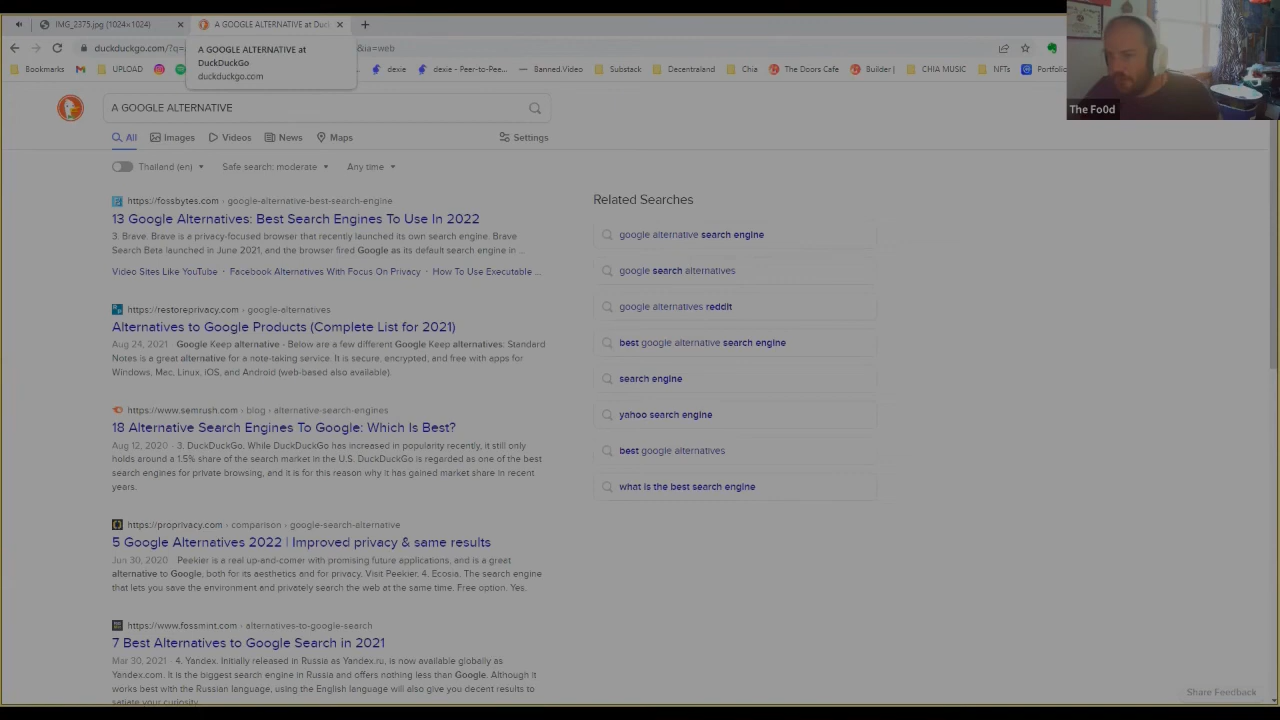 IMG_2375.jpg (1024×1024)
A GOOGLE ALTERNATIVE at Duc
duckduckgo.com/?q=
&ia=web
A GOOGLE ALTERNATIVE at
DuckDuckGo
duckduckgo.com
Bookmarks
UPLOAD
dexie
dexie - Peer-to-Pee...
Banned.Video
Substack
Decentraland
Chia
The Doors Cafe
Builder |
CHIA MUSIC
NFTs
Portfolio
The Fo0d
A GOOGLE ALTERNATIVE
All
Images
Videos
News
Maps
Settings
Thailand (en)
Safe search: moderate
Any time
https://fossbytes.com › google-alternative-best-search-engine
13 Google Alternatives: Best Search Engines To Use In 2022
3. Brave. Brave is a privacy-focused browser that recently launched its own search engine. Brave
Search Beta launched in June 2021, and the browser fired Google as its default search engine in ...
Video Sites Like YouTube · Facebook Alternatives With Focus On Privacy · How To Use Executable ...
https://restoreprivacy.com › google-alternatives
Alternatives to Google Products (Complete List for 2021)
Aug 24, 2021 Google Keep alternative - Below are a few different Google Keep alternatives: Standard
Notes is a great alternative for a note-taking service. It is secure, encrypted, and free with apps for
Windows, Mac, Linux, iOS, and Android (web-based also available).
https://www.semrush.com › blog › alternative-search-engines
18 Alternative Search Engines To Google: Which Is Best?
Aug 12, 2020 · 3. DuckDuckGo. While DuckDuckGo has increased in popularity recently, it still only
holds around a 1.5% share of the search market in the U.S. DuckDuckGo is regarded as one of the best
search engines for private browsing, and it is for this reason why it has gained market share in recent
years.
https://proprivacy.com › comparison › google-search-alternative
5 Google Alternatives 2022 | Improved privacy & same results
Jun 30, 2020 Peekier is a real up-and-comer with promising future applications, and is a great
alternative to Google, both for its aesthetics and for privacy. Visit Peekier. 4. Ecosia. The search engine
that lets you save the environment and privately search the web at the same time. Free option. Yes.
https://www.fossmint.com › alternatives-to-google-search
7 Best Alternatives to Google Search in 2021
Mar 30, 2021 · 4. Yandex. Initially released in Russia as Yandex.ru, is now available globally as
Yandex.com. It is the biggest search engine in Russia and offers nothing less than Google. Although it
works best with the Russian language, using the English language will also give you decent results to
satiate your curiosity.
Related Searches
google alternative search engine
google search alternatives
google alternatives reddit
best google alternative search engine
search engine
yahoo search engine
best google alternatives
what is the best search engine
Share Feedback